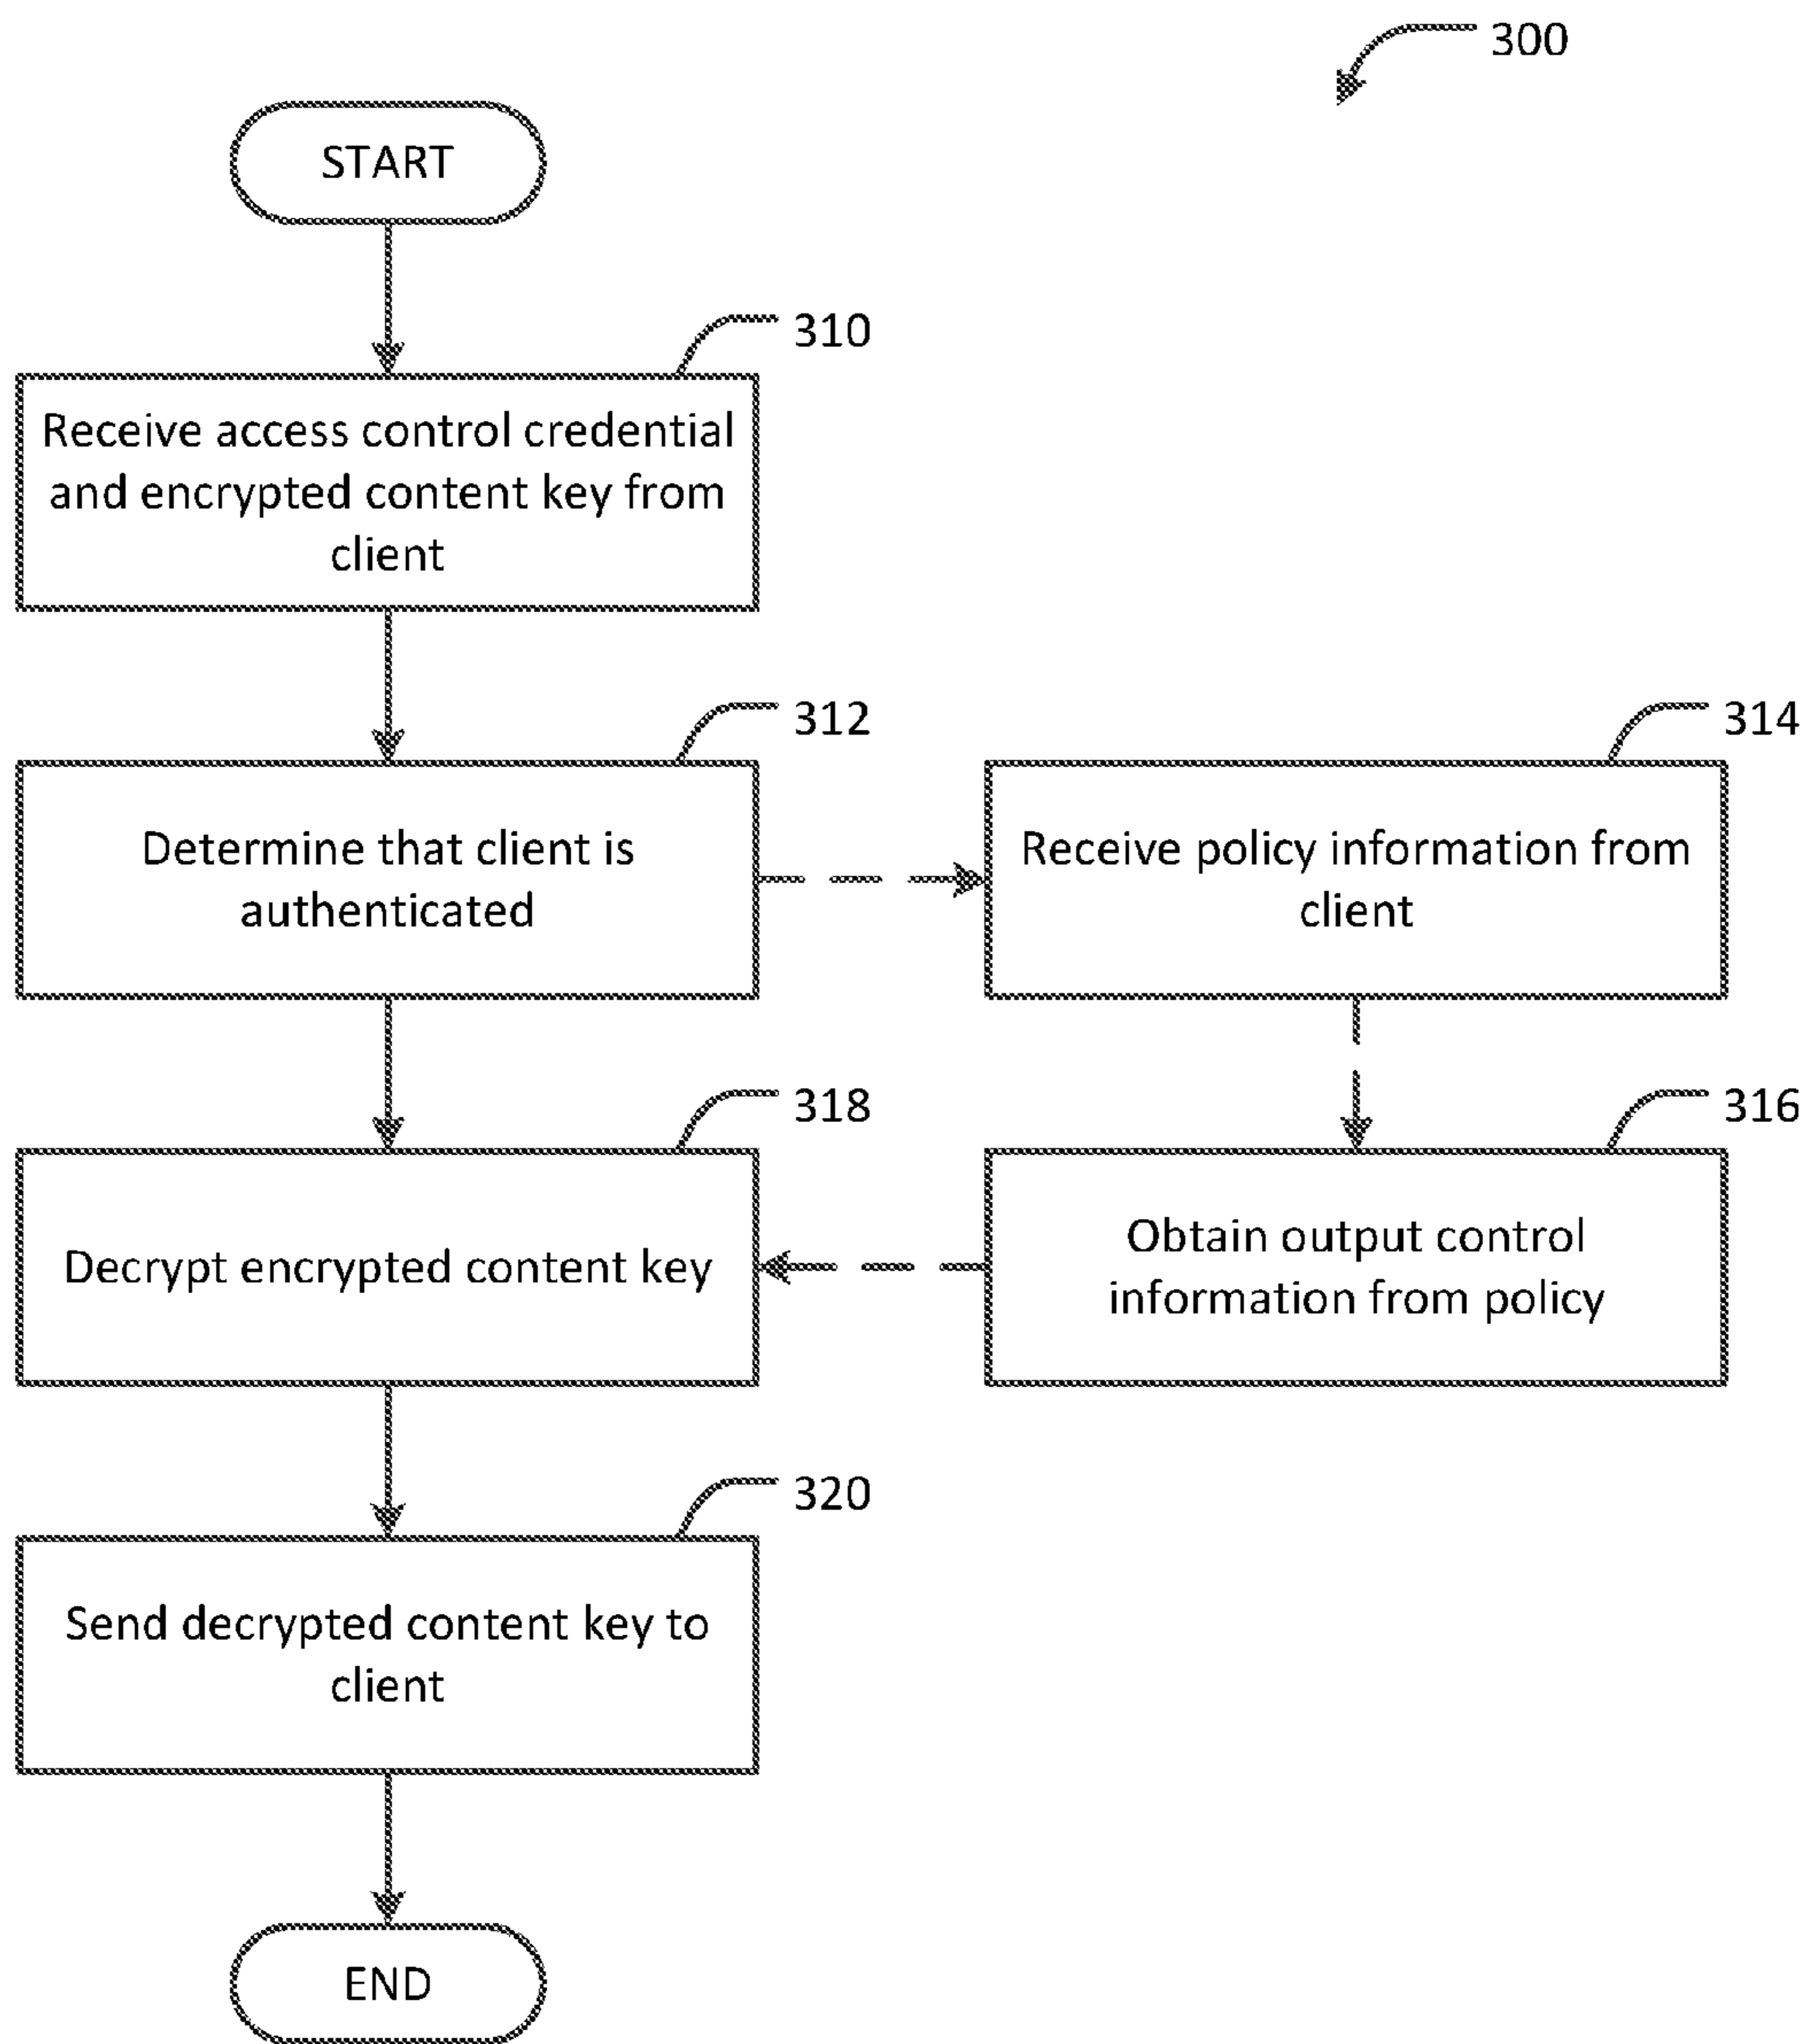 300
START
310
Receive access control credential
and encrypted content key from
client
312
Determine that client is
authenticated
314
Receive policy information from
client
318
Decrypt encrypted content key
316
Obtain output control
information from policy
320
Send decrypted content key to
client
END